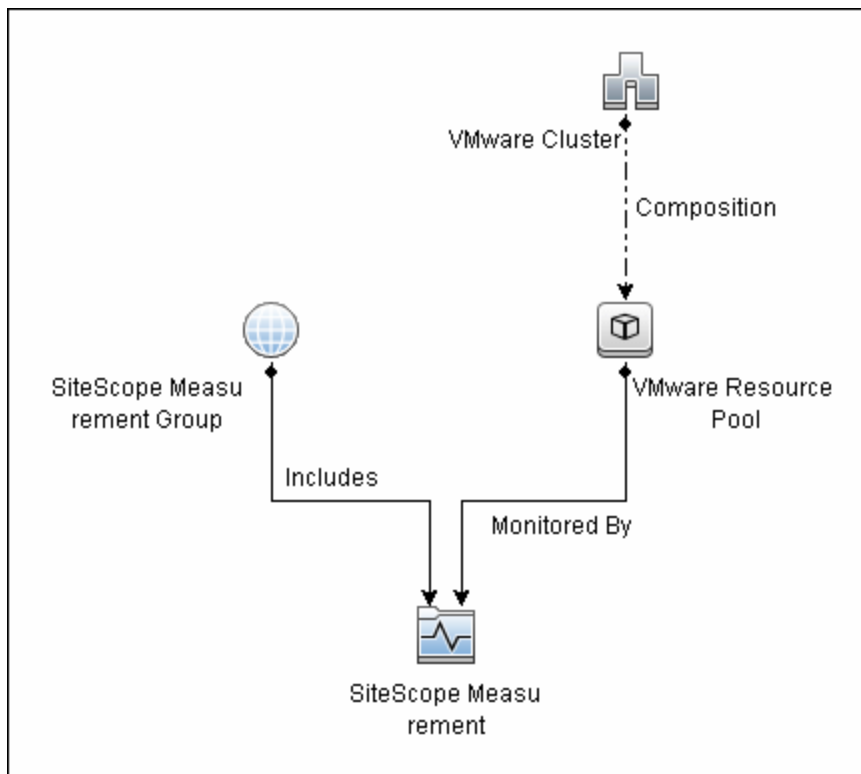 VMware Cluster
Composition
SiteScope Measu
rement Group
VMware Resource
Pool
Includes
Monitored By
SiteScope Measu
rement